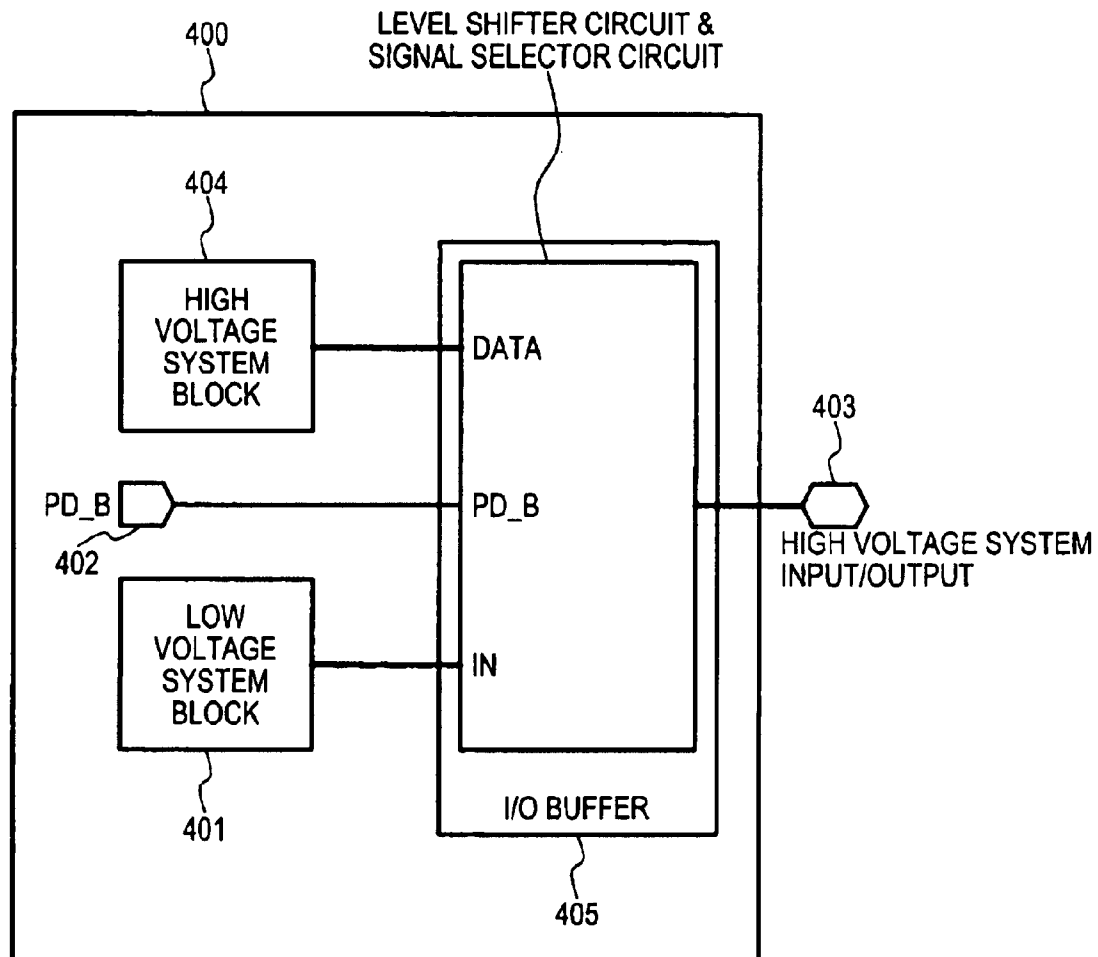 LEVEL SHIFTER CIRCUIT &
SIGNAL SELECTOR CIRCUIT
400
404
HIGH
VOLTAGE
SYSTEM
BLOCK
DATA
403
PD_B
PD_B
402
HIGH VOLTAGE SYSTEM
INPUT/OUTPUT
LOW
VOLTAGE
SYSTEM
BLOCK
IN
401
I/O BUFFER
405